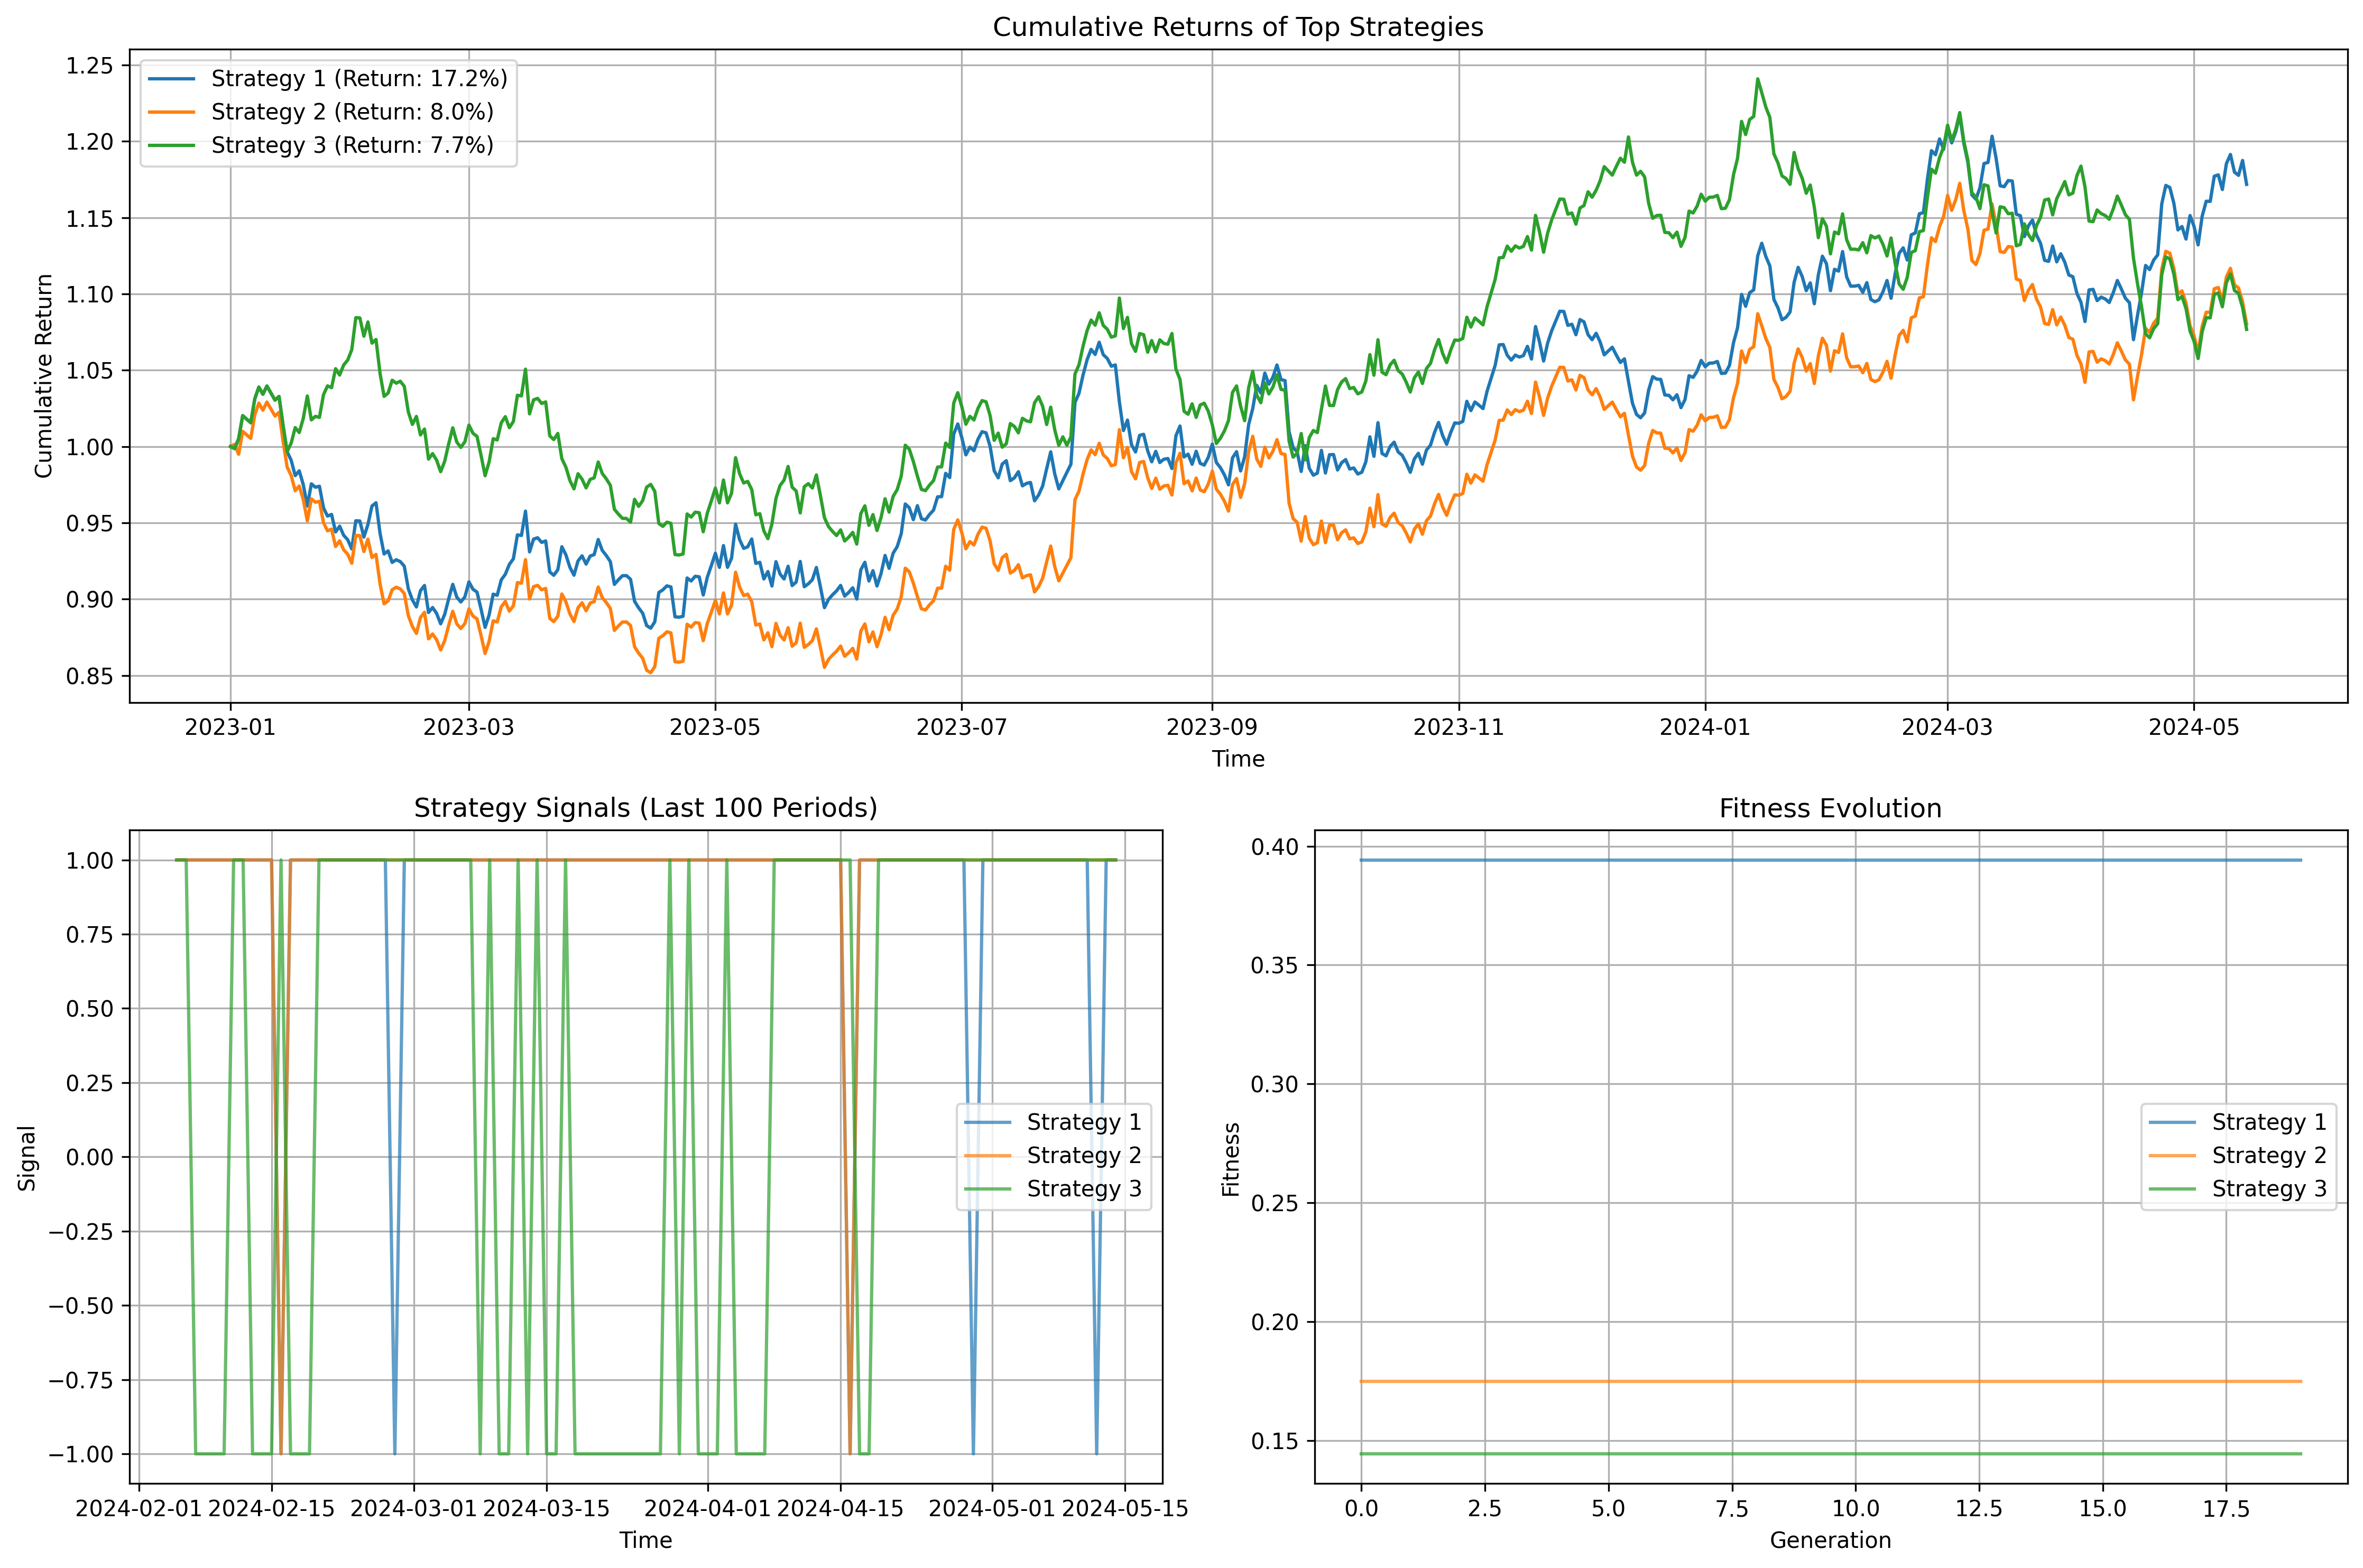 Cumulative Returns of Top Strategies
Cumulative Return
1.25
1.20
1.15
1.10
1.05
1.00
0.95
0.90
0.85
Strategy 1 (Return: 17.2%)
Strategy 2 (Return: 8.0%)
Strategy 3 (Return: 7.7%)
2023-01 2023-03 2023-05 2023-07 2023-09 2023-11 2024-01 2024-03 2024-05
Time
Strategy Signals (Last 100 Periods)
Signal
1.00
0.75
0.50
0.25
0.00
−0.25
−0.50
−0.75
−1.00
Strategy 1
Strategy 2
Strategy 3
2024-02-01 2024-02-15 2024-03-01 2024-03-15 2024-04-01 2024-04-15 2024-05-01 2024-05-15
Time
Fitness Evolution
Fitness
0.40
0.35
0.30
0.25
0.20
0.15
Strategy 1
Strategy 2
Strategy 3
0.0 2.5 5.0 7.5 10.0 12.5 15.0 17.5
Generation